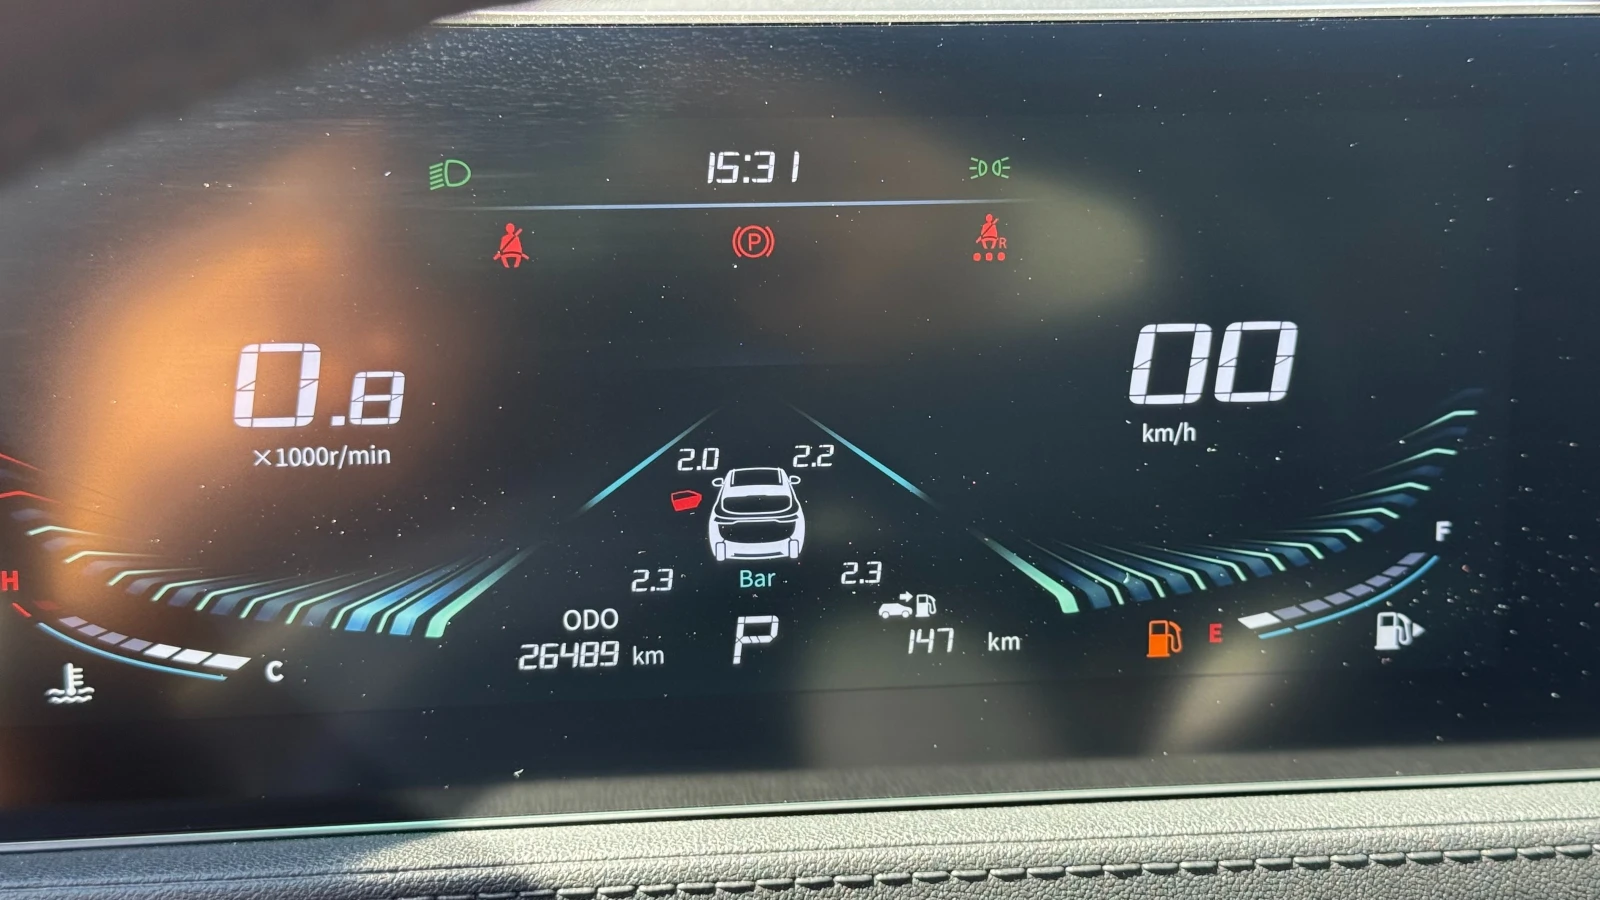 15:31
P
R
0.8
00
×1000r/min
km/h
2.0
2.2
F
H
2.3
Bar
2.3
ODO
26489 km
P
147 km
E
C